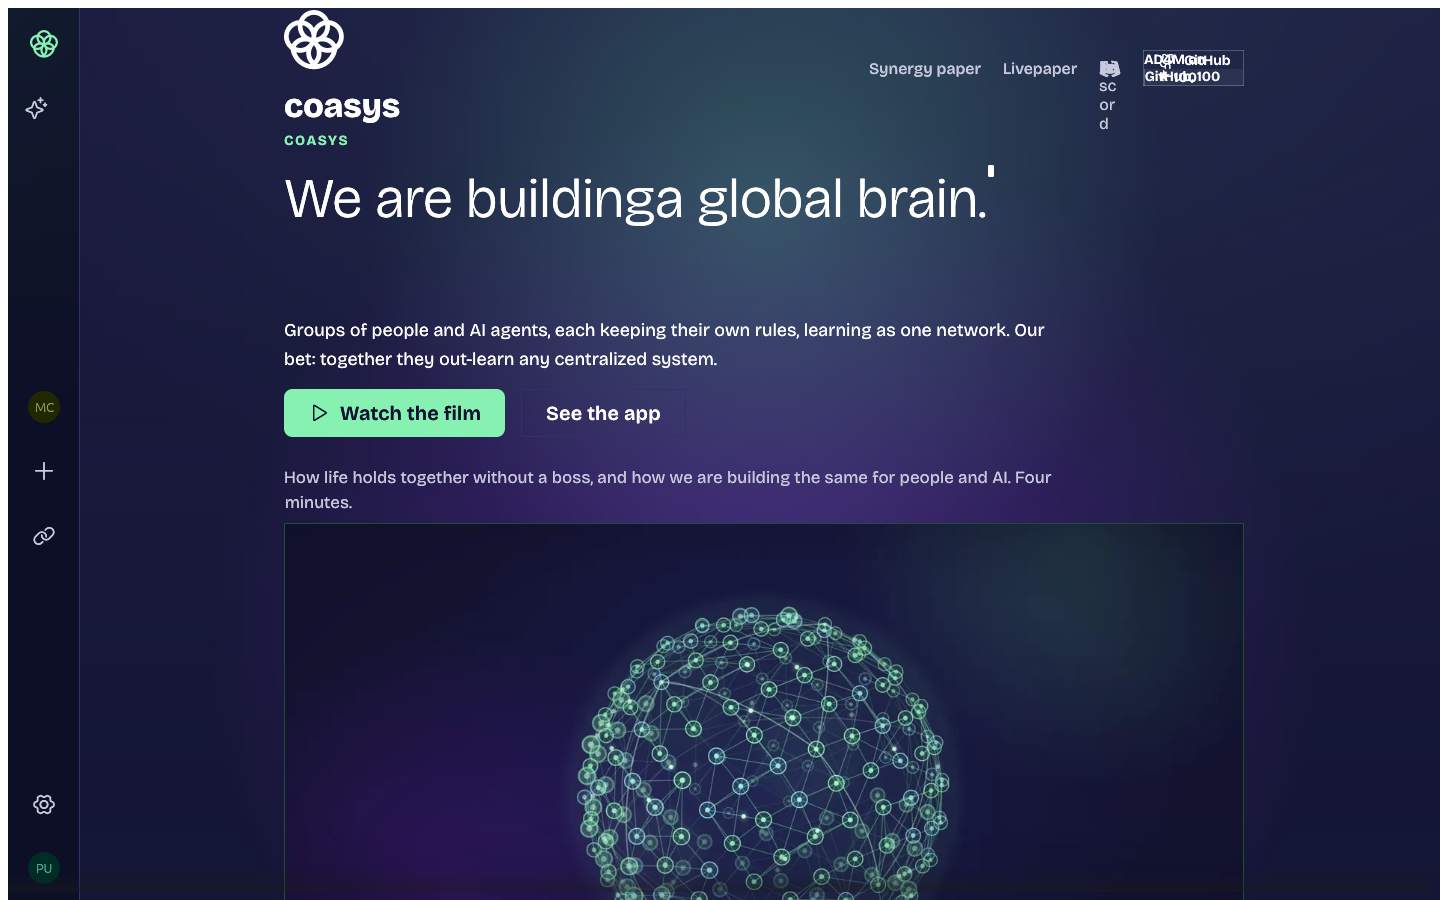 coasys
Synergy paper
Livepaper
sc
or
d
GitHub
100
COASYS
We are buildinga global brain.
Groups of people and AI agents, each keeping their own rules, learning as one network. Our
bet: together they out-learn any centralized system.
Watch the film
See the app
How life holds together without a boss, and how we are building the same for people and AI. Four
minutes.
MC
PU